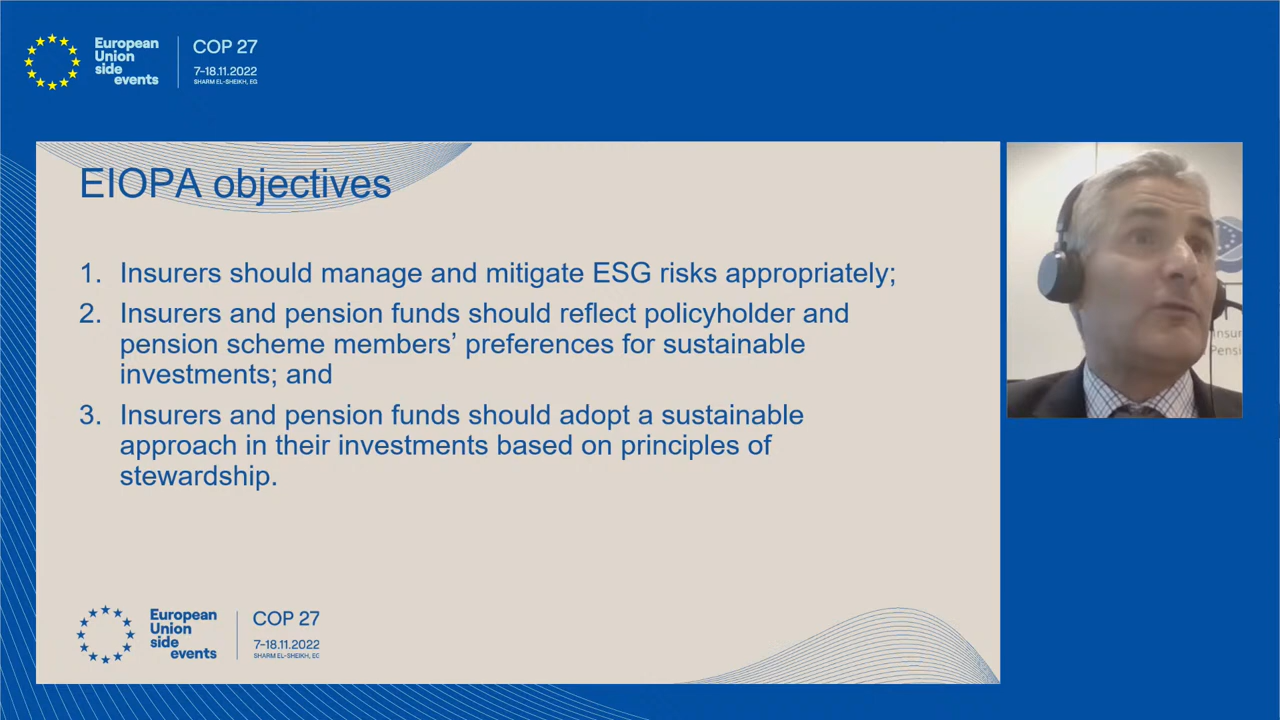 European
Union
side
events
COP 27
7-18.11.2022
SHARM EL-SHEIKH, EG
EIOPA objectives
1. Insurers should manage and mitigate ESG risks appropriately;
2. Insurers and pension funds should reflect policyholder and
pension scheme members’ preferences for sustainable
investments; and
3. Insurers and pension funds should adopt a sustainable
approach in their investments based on principles of
stewardship.
Insur
Pensi
European
Union
side
events
COP 27
7-18.11.2022
SHARM EL-SHEIKH, EG